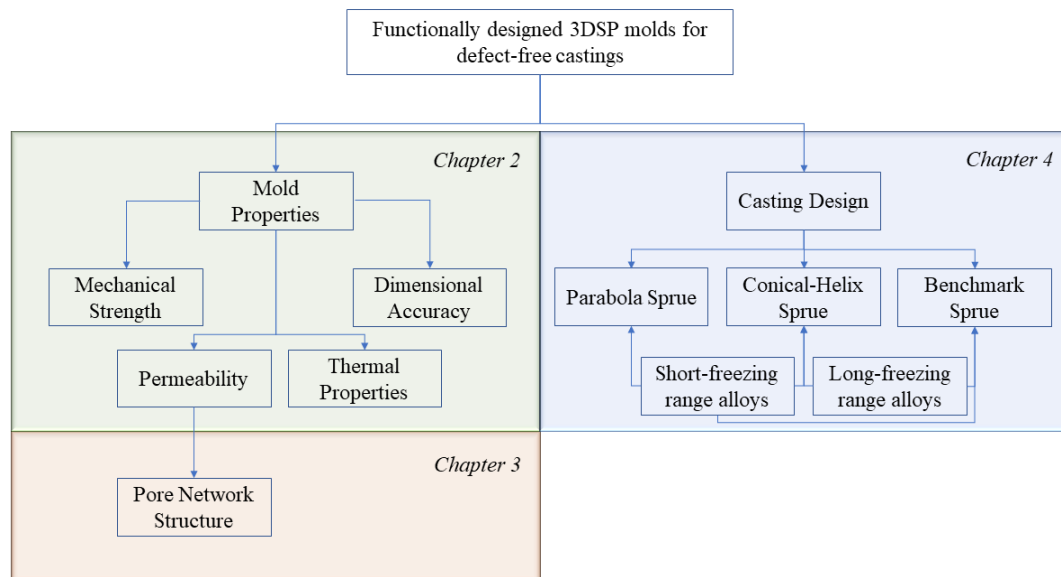 Functionally designed 3DSP molds for
defect-free castings
Chapter 2
Mold
Properties
Mechanical
Strength
Dimensional
Accuracy
Permeability
Thermal
Properties
Chapter 3
Pore Network
Structure
Chapter 4
Casting Design
Parabola Sprue
Conical-Helix
Sprue
Benchmark
Sprue
Short-freezing
range alloys
Long-freezing
range alloys